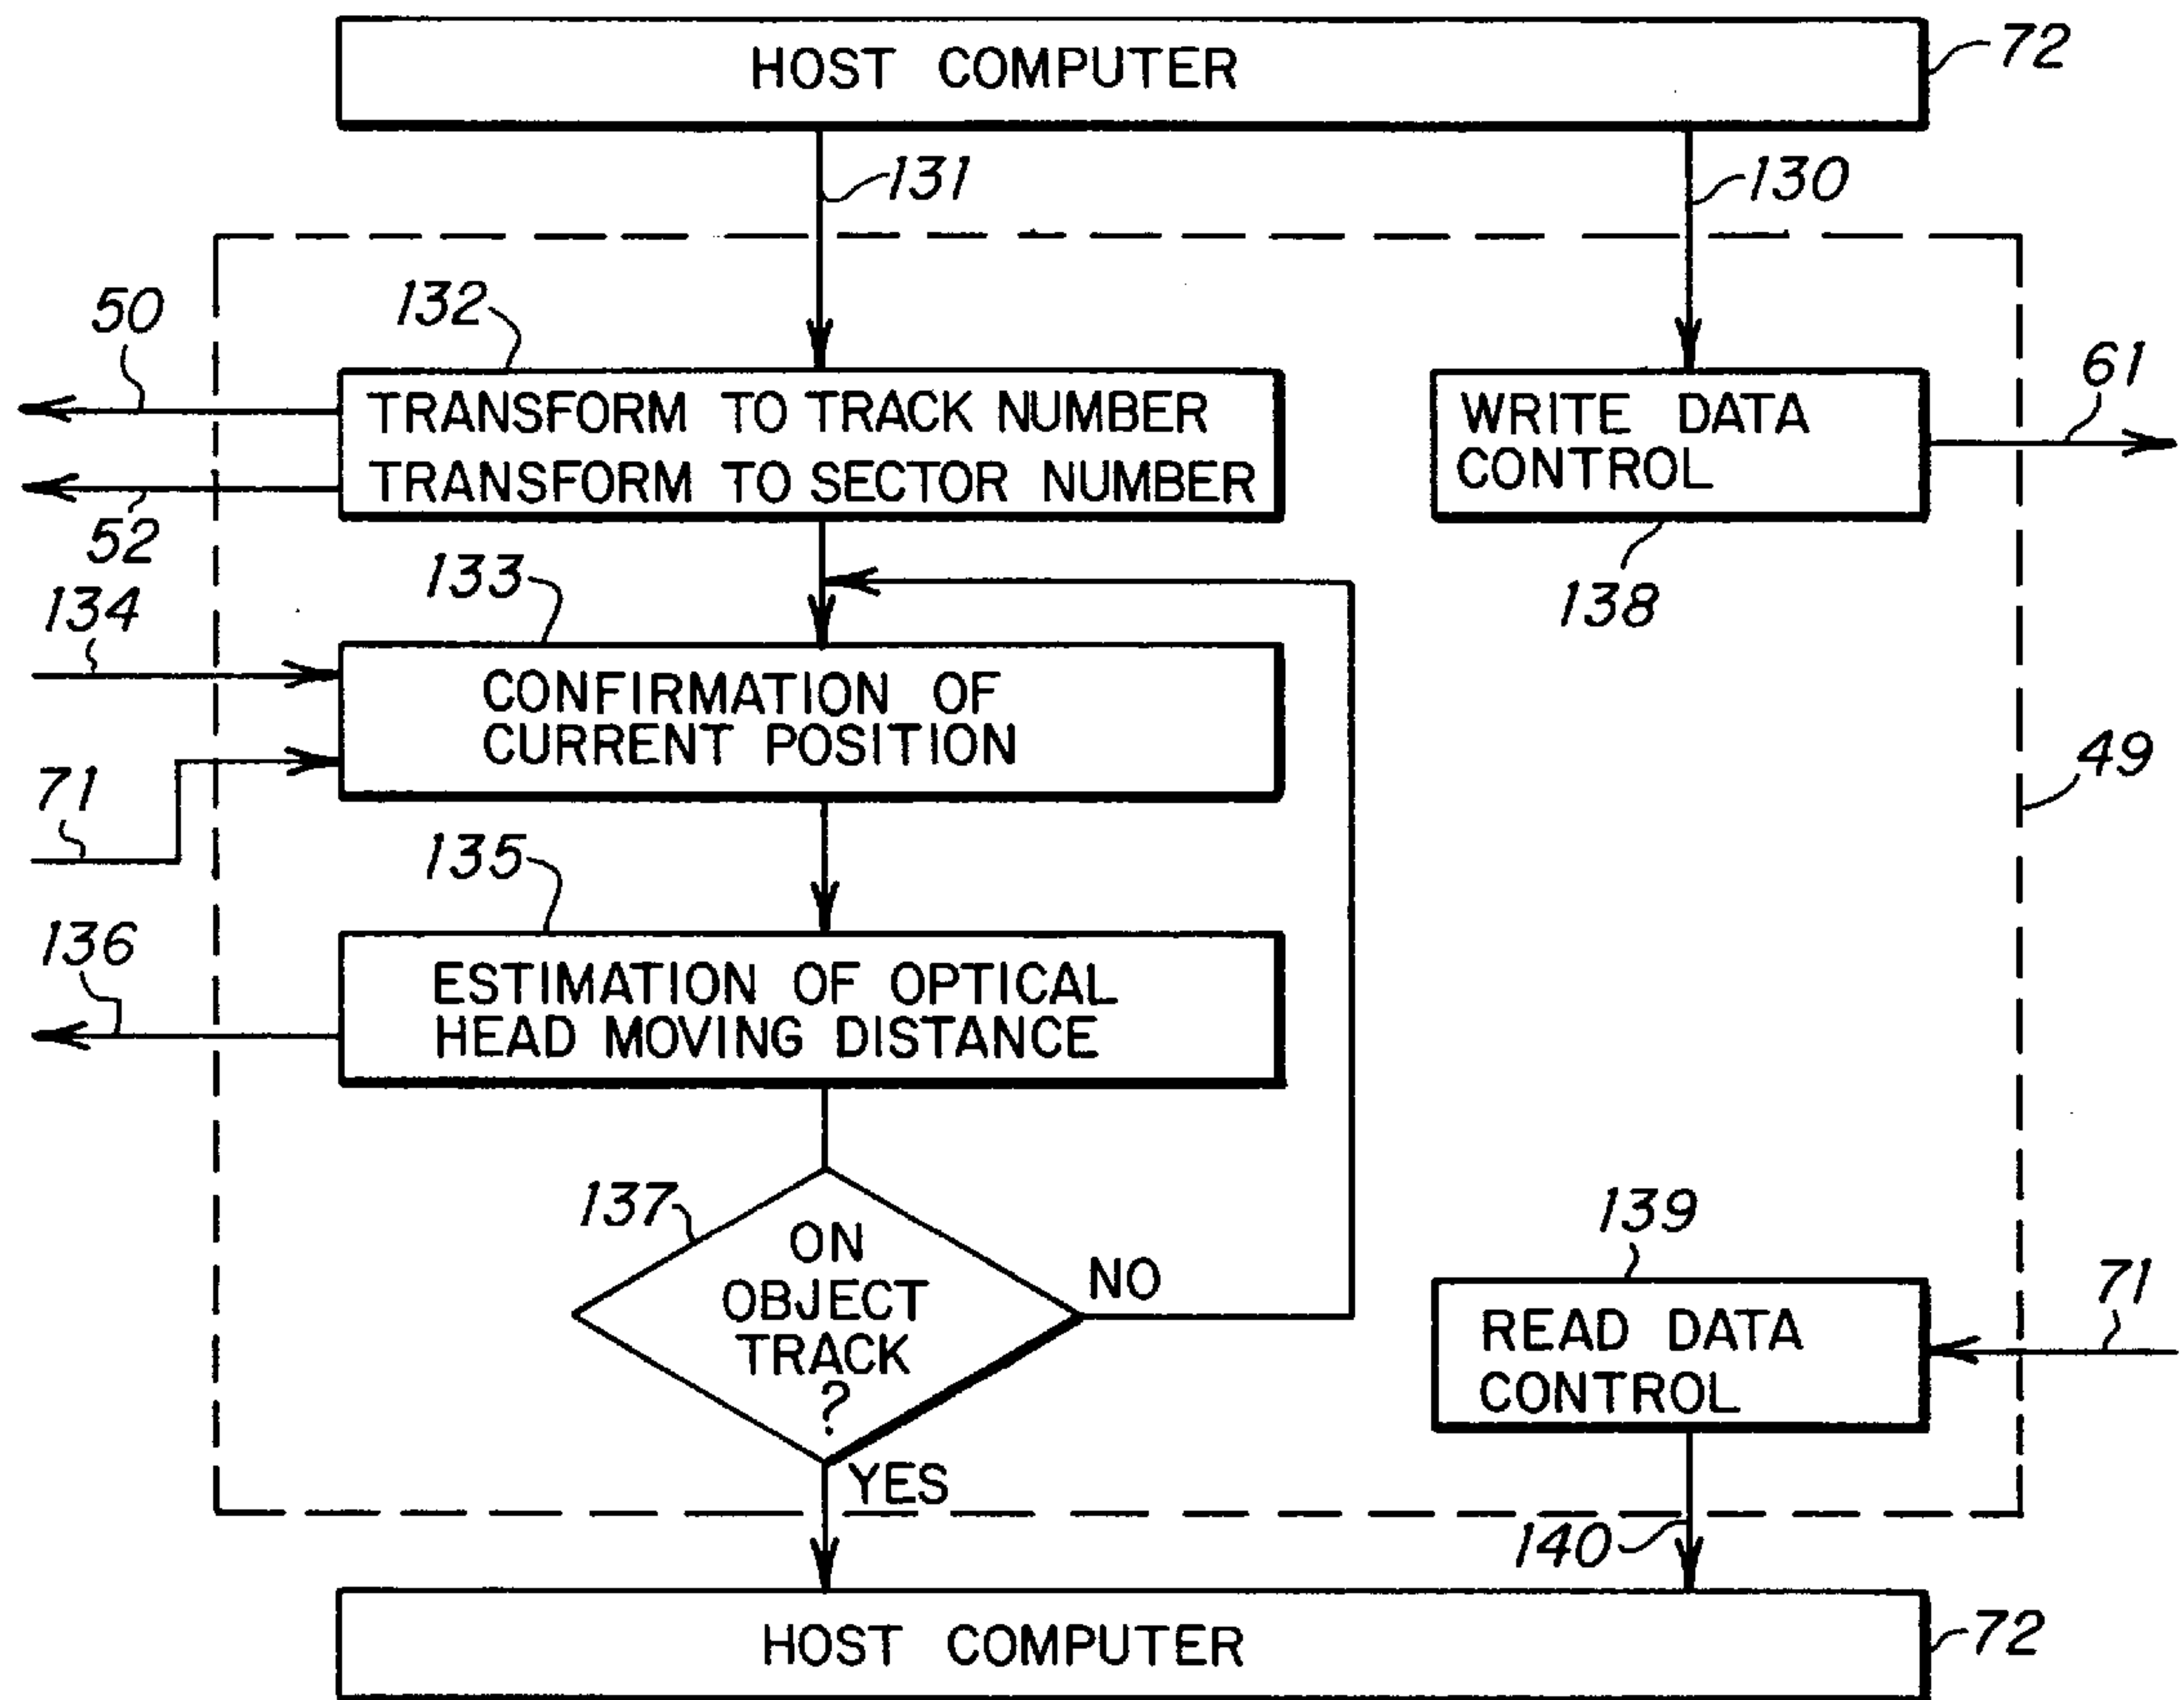 HOST COMPUTER
72
131
130
50
132
61
TRANSFORM TO TRACK NUMBER
TRANSFORM TO SECTOR NUMBER
WRITE DATA
CONTROL
52
133
138
134
CONFIRMATION OF
CURRENT POSITION
49
71
135
136
ESTIMATION OF OPTICAL
HEAD MOVING DISTANCE
137
ON
OBJECT
TRACK
?
NO
YES
139
71
READ DATA
CONTROL
140
HOST COMPUTER
72